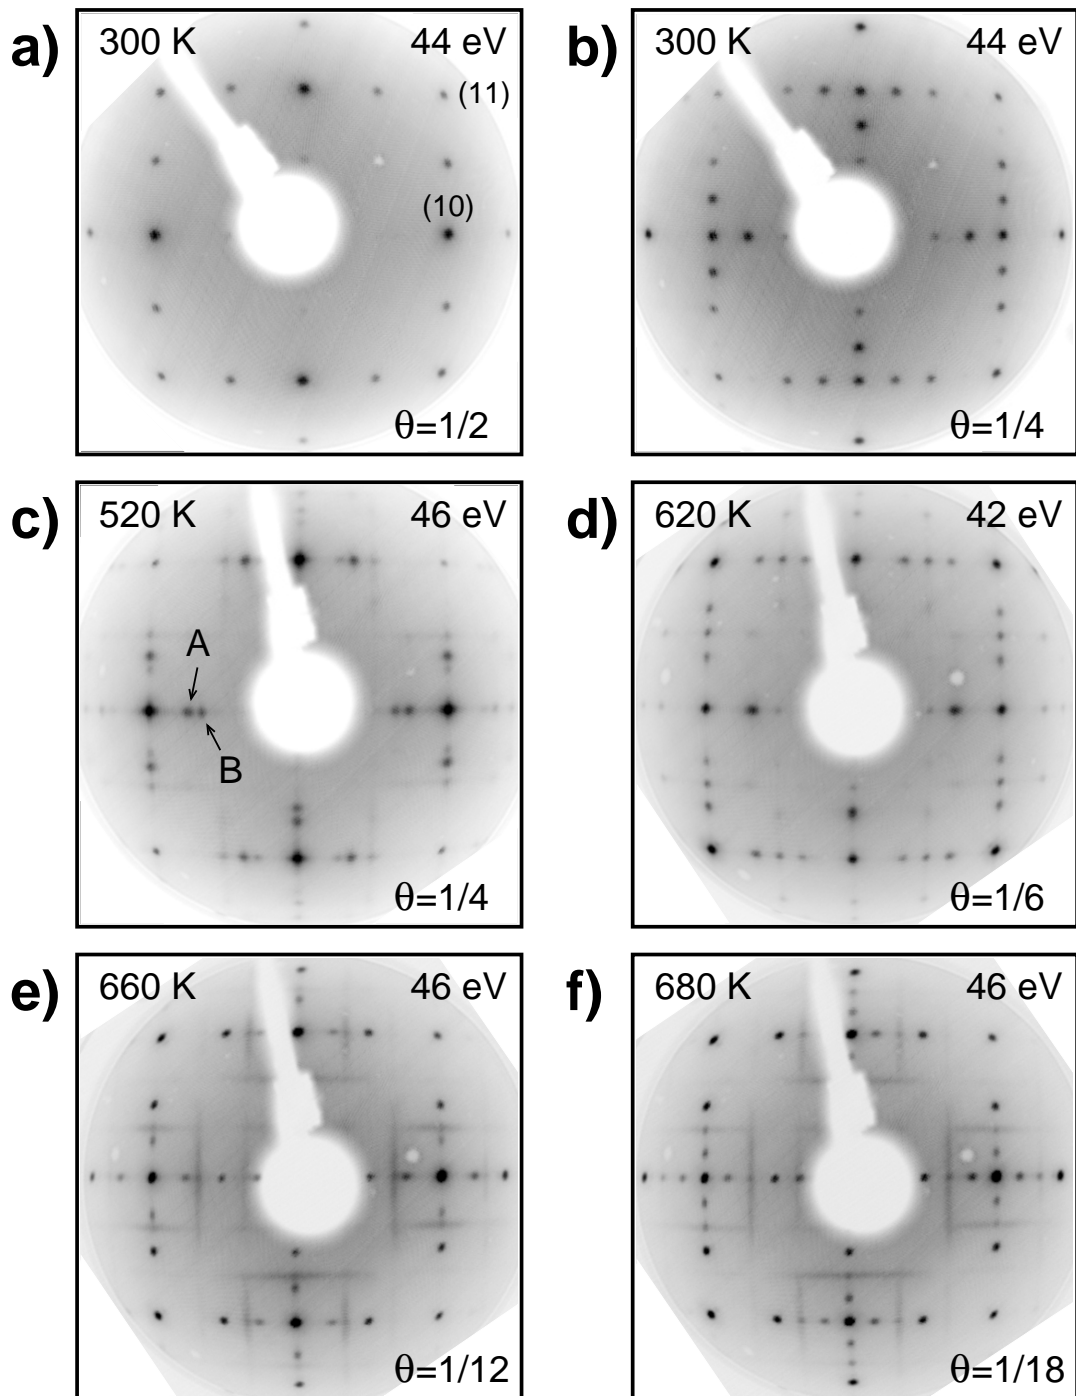 a)
300 K 44 eV
(11)
(10)
θ=1/2
b)
300 K 44 eV
θ=1/4
c)
520 K 46 eV
A
B
θ=1/4
d)
620 K 42 eV
θ=1/6
e)
660 K 46 eV
θ=1/12
f)
680 K 46 eV
θ=1/18